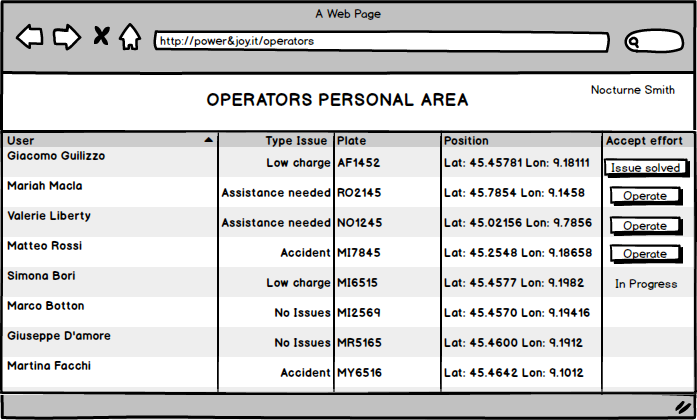 A Web Page
http://power&joy.it/operators
Nocturne Smith
OPERATORS PERSONAL AREA
User Type Issue Plate Position Accept effort
Giacomo Guilizzo Low charge AF1452 Lat: 45.45781 Lon: 9.18111 Issue solved
Mariah Macla Assistance needed RO2145 Lat: 45.7854 Lon: 9.1458 Operate
Valerie Liberty Assistance needed NO1245 Lat: 45.02156 Lon: 9.7856 Operate
Matteo Rossi Accident MI7845 Lat: 45.2548 Lon: 9.18658 Operate
Simona Bori Low charge MI6515 Lat: 45.4577 Lon: 9.1982 In Progress
Marco Botton No Issues MI2569 Lat: 45.4570 Lon: 9.19416
Giuseppe D'amore No Issues MR5165 Lat: 45.4600 Lon: 9.1912
Martina Facchi Accident MY6516 Lat: 45.4642 Lon: 9.1012